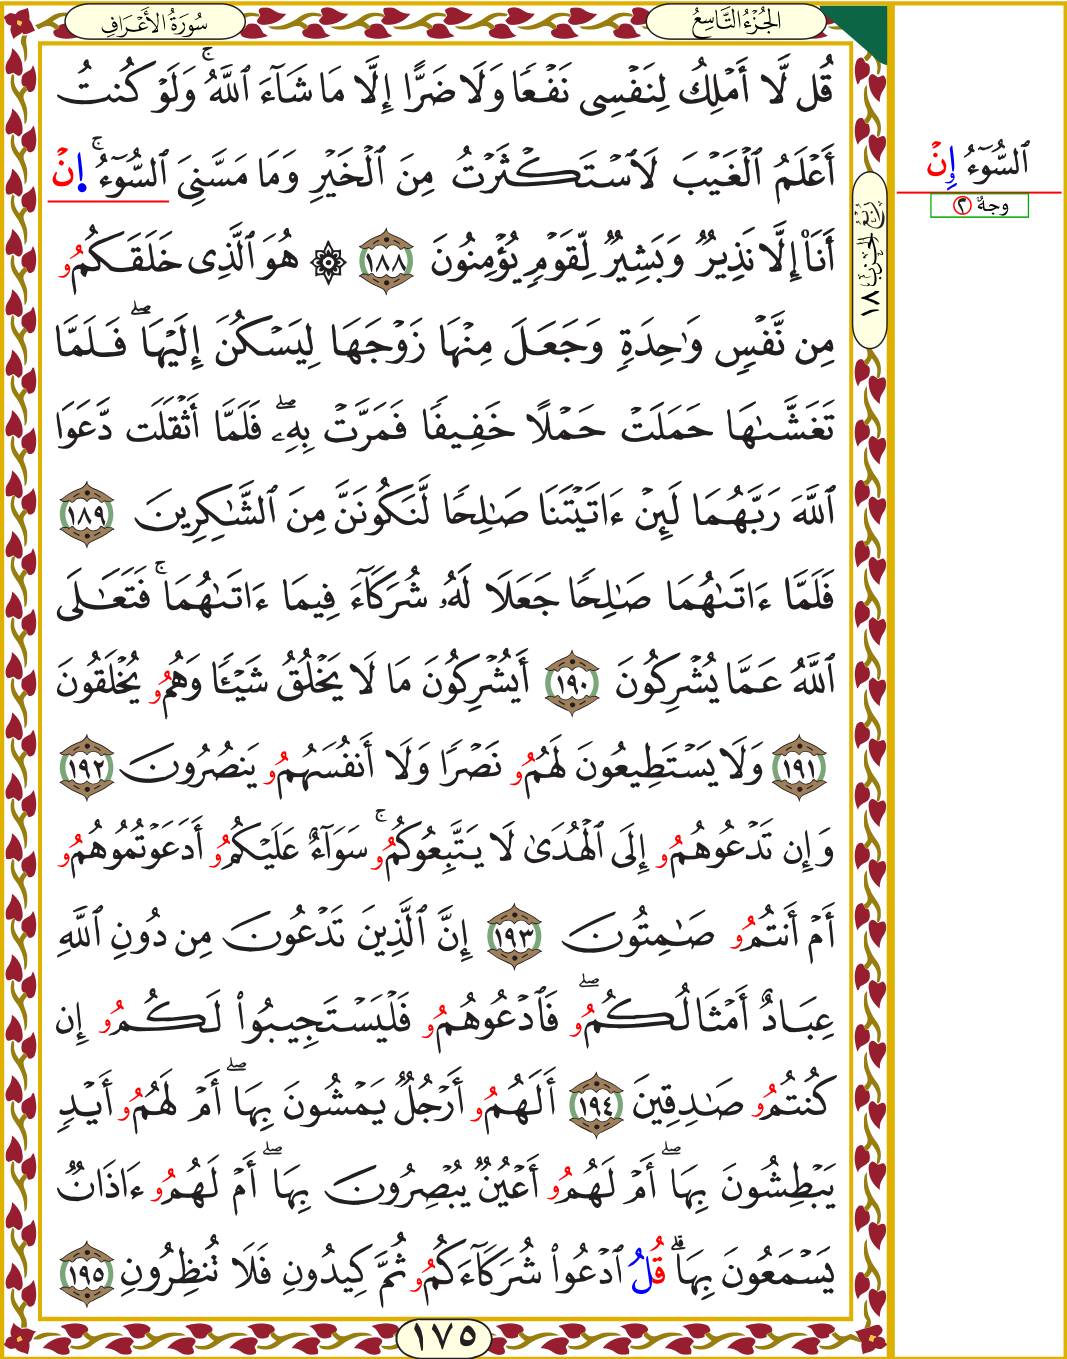 الجُزْءُ التَّاسِعُ
سُورَةُ الأَعْرَافِ
قُل لَّا أَمْلِكُ لِنَفْسِي نَفْعًا وَلَا ضَرًّا إِلَّا مَا شَآءَ ٱللَّهُۚ وَلَوْ كُنتُ
أَعْلَمُ ٱلْغَيْبَ لَٱسْتَكْثَرْتُ مِنَ ٱلْخَيْرِ وَمَا مَسَّنِيَ ٱلسُّوٓءُۚ إِنْ
أَنَا۠ إِلَّا نَذِيرٌ وَبَشِيرٌ لِّقَوْمٍ يُؤْمِنُونَ ١٨٨ ۞ هُوَ ٱلَّذِى خَلَقَكُمُو
مِن نَّفْسٍ وَٰحِدَةٍ وَجَعَلَ مِنْهَا زَوْجَهَا لِيَسْكُنَ إِلَيْهَاۖ فَلَمَّا
تَغَشَّىٰهَا حَمَلَتْ حَمْلًا خَفِيفًا فَمَرَّتْ بِهِۦۖ فَلَمَّا أَثْقَلَت دَّعَوَا
ٱللَّهَ رَبَّهُمَا لَئِنْ ءَاتَيْتَنَا صَٰلِحًا لَّنَكُونَنَّ مِنَ ٱلشَّٰكِرِينَ ١٨٩
فَلَمَّا ءَاتَىٰهُمَا صَٰلِحًا جَعَلَا لَهُۥ شُرَكَآءَ فِيمَا ءَاتَىٰهُمَاۚ فَتَعَٰلَى
ٱللَّهُ عَمَّا يُشْرِكُونَ ١٩٠ أَيُشْرِكُونَ مَا لَا يَخْلُقُ شَيْـًٔا وَهُمُو يُخْلَقُونَ
١٩١ وَلَا يَسْتَطِيعُونَ لَهُمُو نَصْرًا وَلَا أَنفُسَهُمُو يَنصُرُونَ ١٩٢
وَإِن تَدْعُوهُمُو إِلَى ٱلْهُدَىٰ لَا يَتَّبِعُوكُمُوۚ سَوَآءٌ عَلَيْكُمُو أَدَعَوْتُمُوهُمُو
أَمْ أَنتُمُو صَٰمِتُونَ ١٩٣ إِنَّ ٱلَّذِينَ تَدْعُونَ مِن دُونِ ٱللَّهِ
عِبَادٌ أَمْثَالُكُمُوۖ فَٱدْعُوهُمُو فَلْيَسْتَجِيبُوا۟ لَكُمُو إِن
كُنتُمُو صَٰدِقِينَ ١٩٤ أَلَهُمُو أَرْجُلٌ يَمْشُونَ بِهَاۖ أَمْ لَهُمُو أَيْدٍ
يَبْطِشُونَ بِهَاۖ أَمْ لَهُمُو أَعْيُنٌ يُبْصِرُونَ بِهَاۖ أَمْ لَهُمُو ءَاذَانٌ
يَسْمَعُونَ بِهَاۗ قُلُ ٱدْعُوا۟ شُرَكَآءَكُمُو ثُمَّ كِيدُونِ فَلَا تُنظِرُونِ ١٩٥
١٧٥
رُبْعُ الحِزْبِ ١٨
ٱلسُّوٓءُ إِنْ
وجهٌ ٢